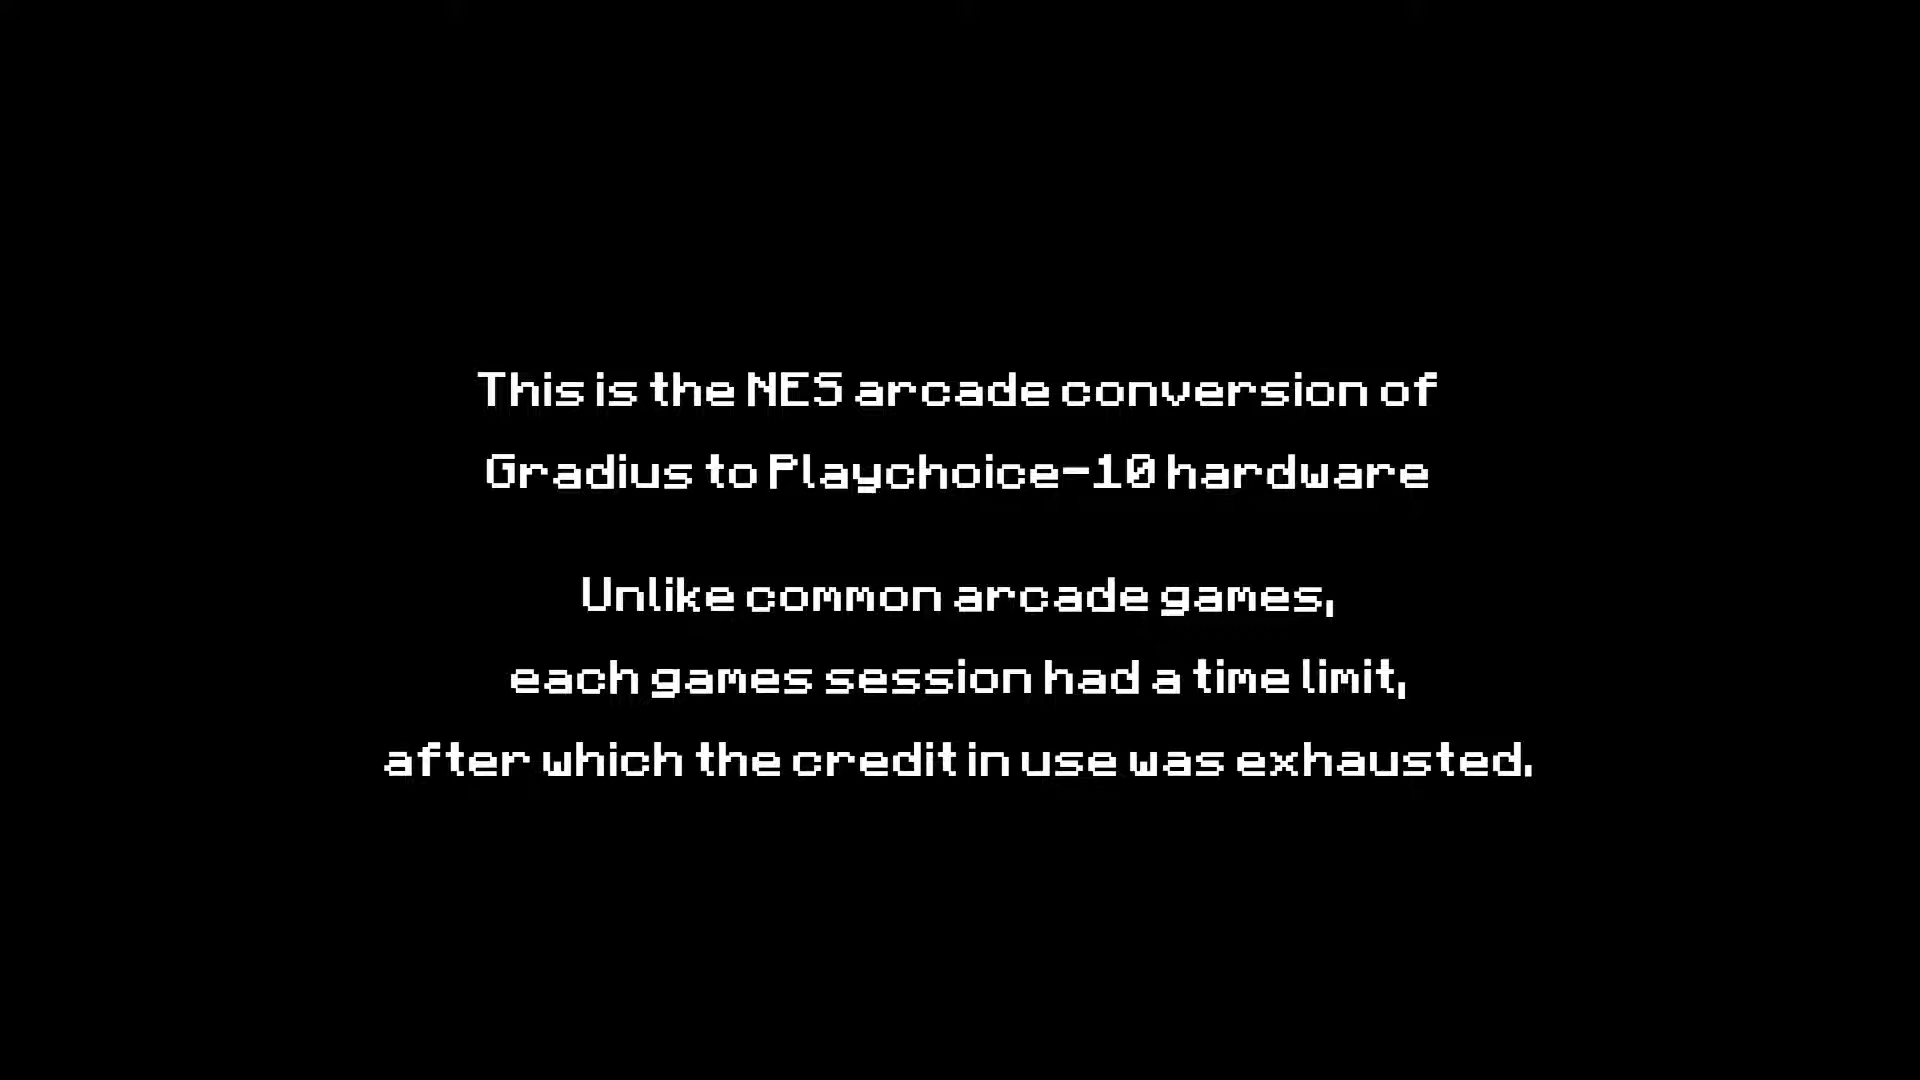 This is the NES arcade conversion of
Gradius to Playchoice-10 hardware
Unlike common arcade games,
each games session had a time limit,
after which the credit in use was exhausted.